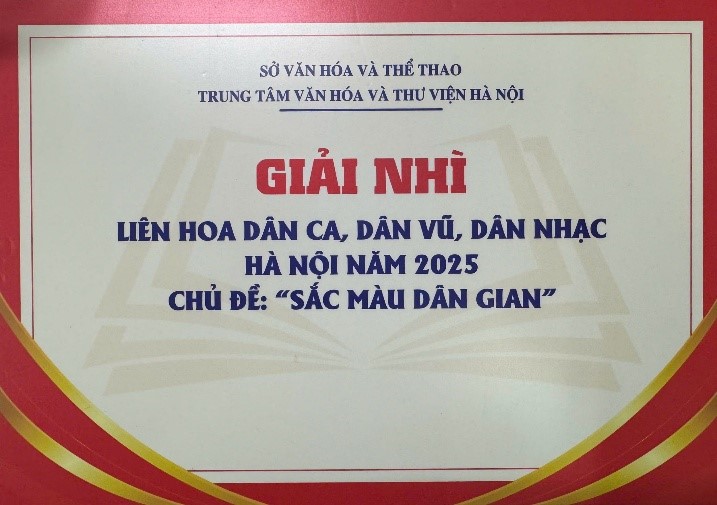 SỞ VĂN HÓA VÀ THỂ THAO
TRUNG TÂM VĂN HÓA VÀ THƯ VIỆN HÀ NỘI
GIẢI NHÌ
LIÊN HOA DÂN CA, DÂN VŨ, DÂN NHẠC
HÀ NỘI NĂM 2025
CHỦ ĐỀ: “SẮC MÀU DÂN GIAN”